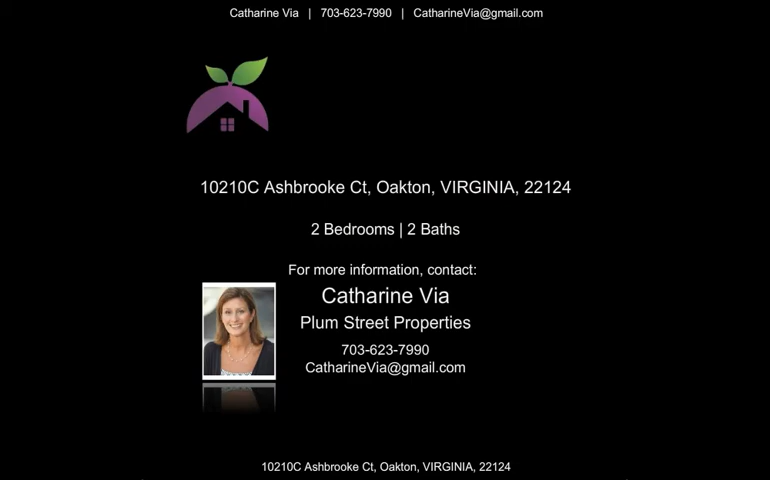 Catharine Via | 703-623-7990 | CatharineVia@gmail.com
10210C Ashbrooke Ct, Oakton, VIRGINIA, 22124
2 Bedrooms | 2 Baths
For more information, contact:
Catharine Via
Plum Street Properties
703-623-7990
CatharineVia@gmail.com
10210C Ashbrooke Ct, Oakton, VIRGINIA, 22124